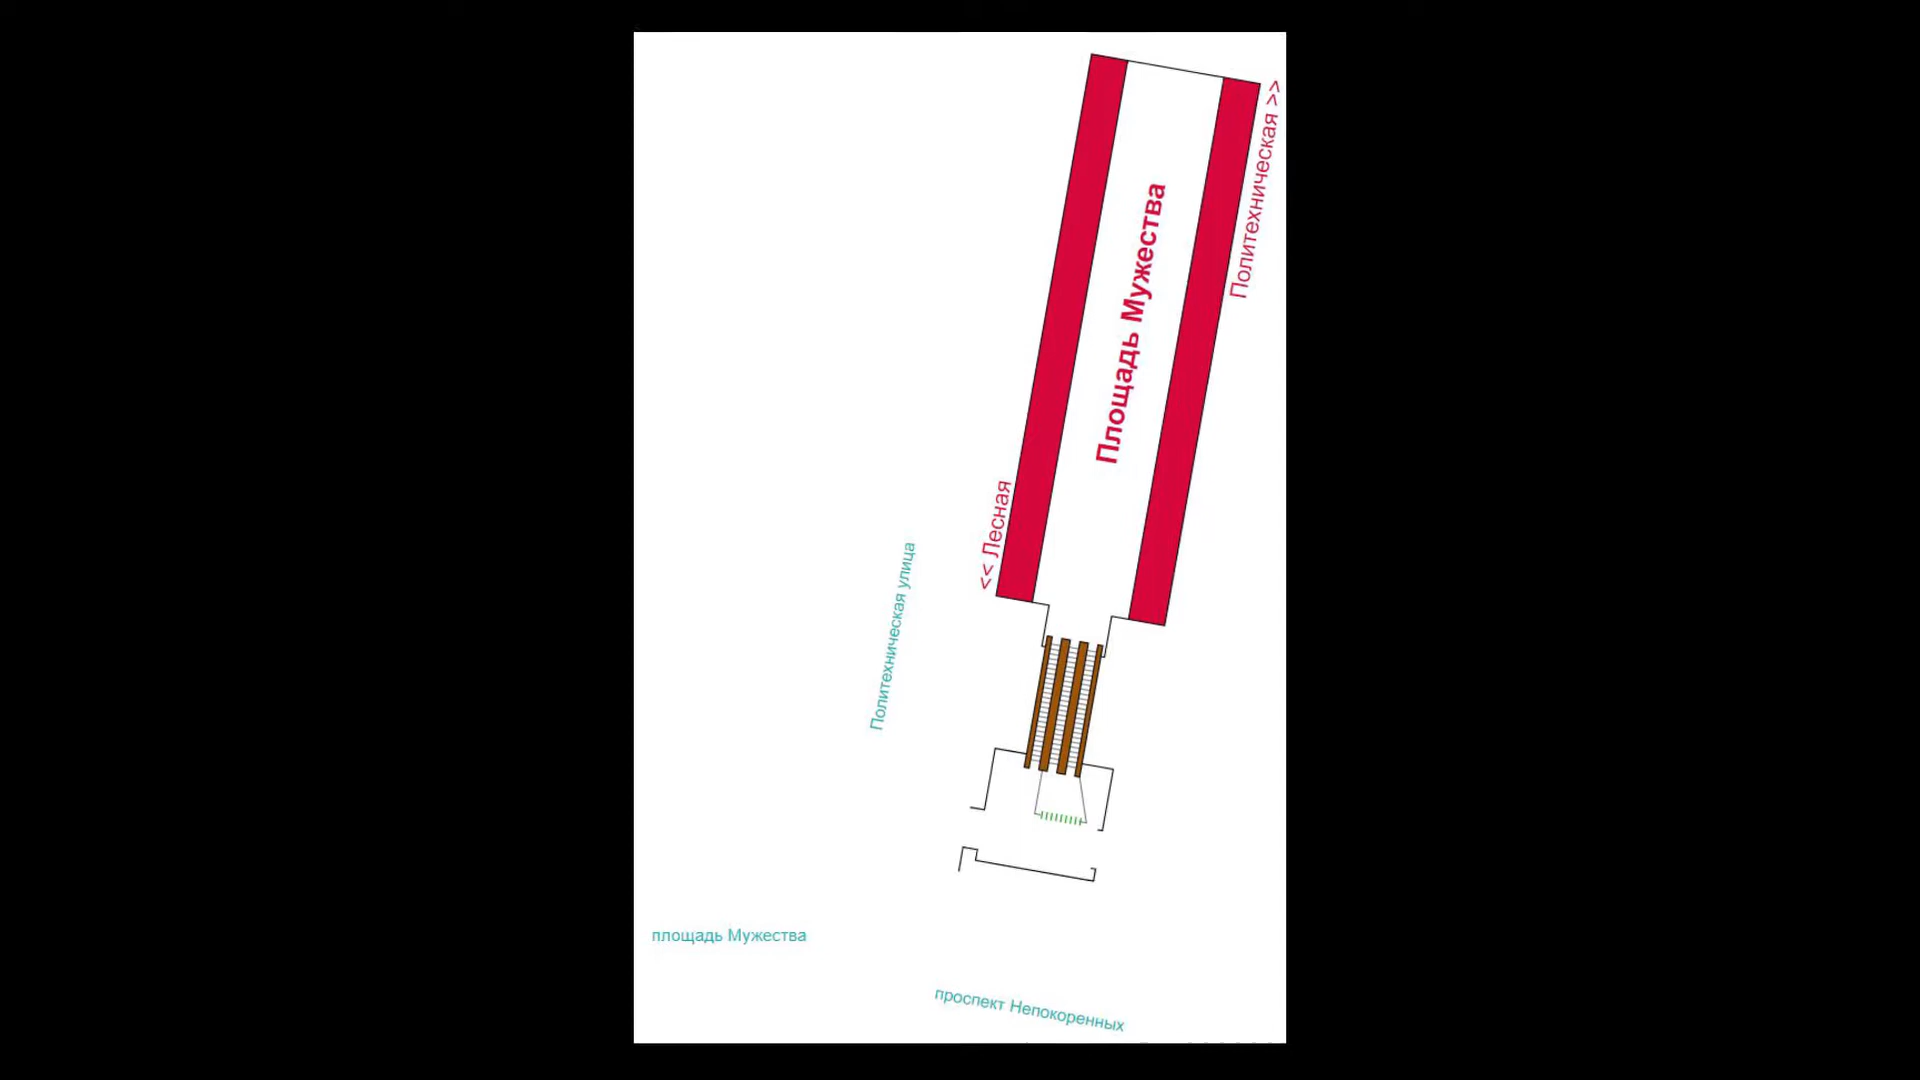 Политехническая >>
Площадь Мужества
<< Лесная
Политехническая улица
площадь Мужества
проспект Непокоренных